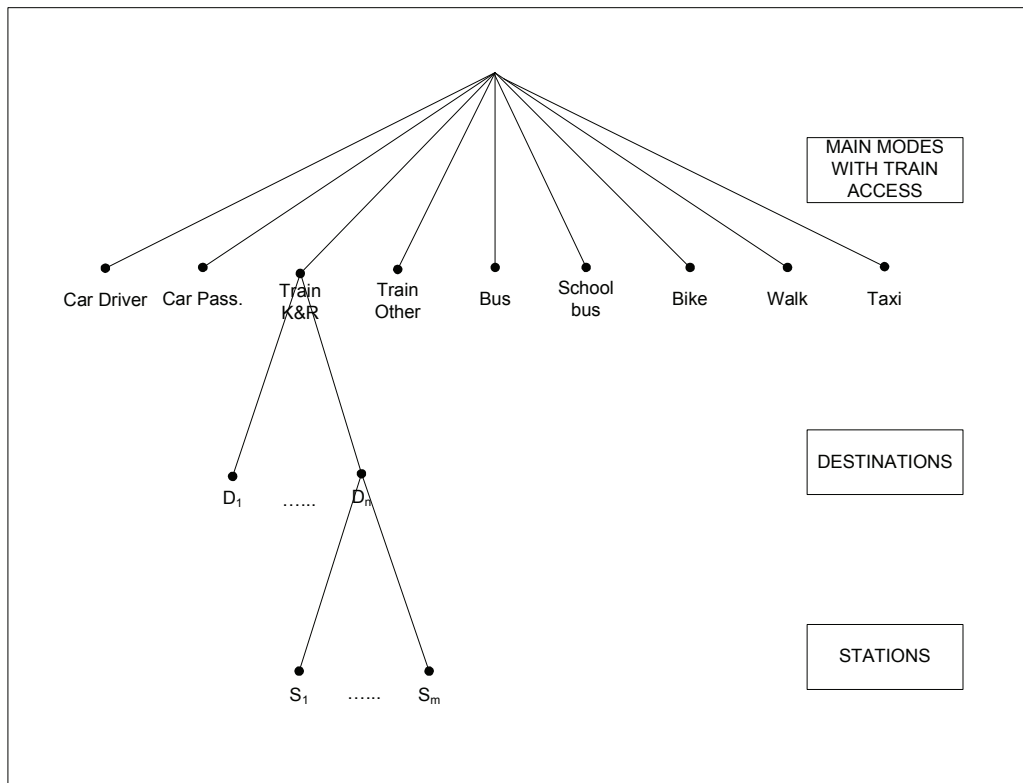 MAIN MODES
WITH TRAIN
ACCESS
Car Driver
Car Pass.
Train
K&R
Train
Other
Bus
School
bus
Bike
Walk
Taxi
DESTINATIONS
D₁ …... Dₙ
STATIONS
S₁ …... Sₘ